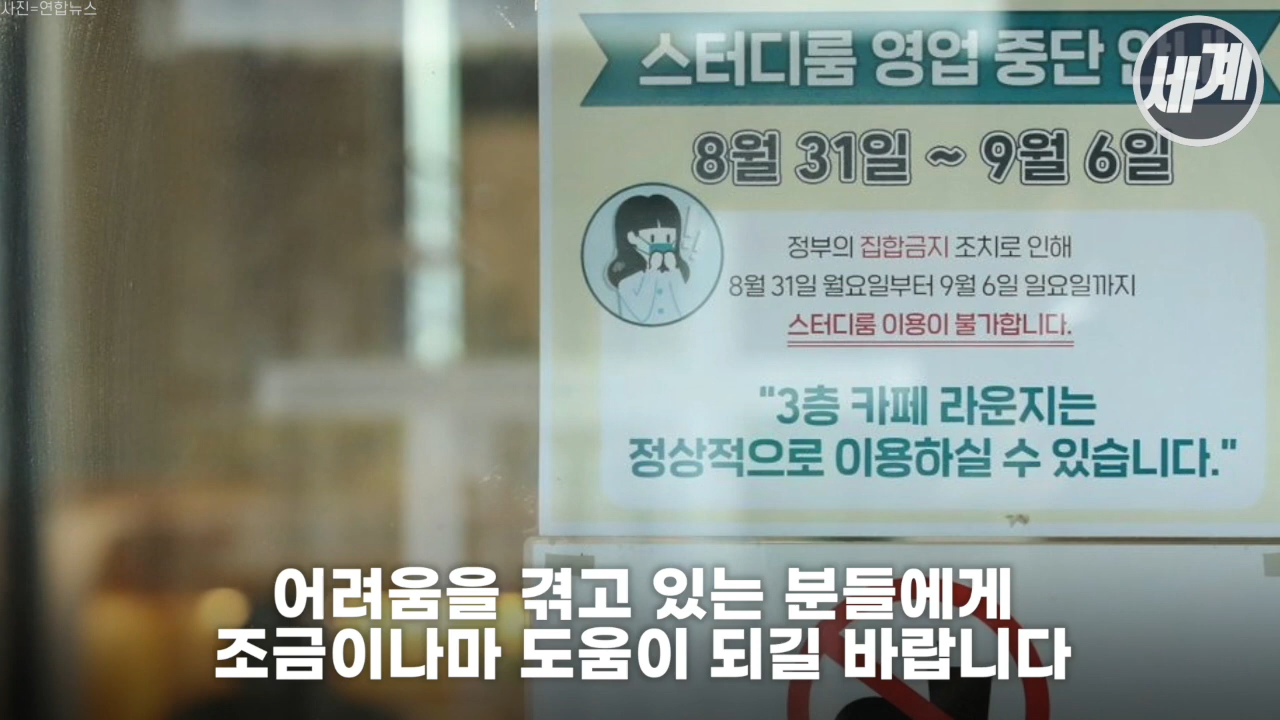 사진=연합뉴스
스터디룸 영업 중단
세계
8월 31일 ~ 9월 6일
정부의 집합금지 조치로 인해
8월 31일 월요일부터 9월 6일 일요일까지
스터디룸 이용이 불가합니다.
"3층 카페 라운지는
정상적으로 이용하실 수 있습니다."
어려움을 겪고 있는 분들에게
조금이나마 도움이 되길 바랍니다